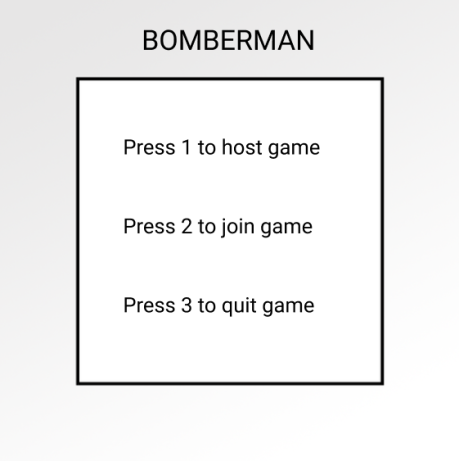 BOMBERMAN
Press 1 to host game
Press 2 to join game
Press 3 to quit game